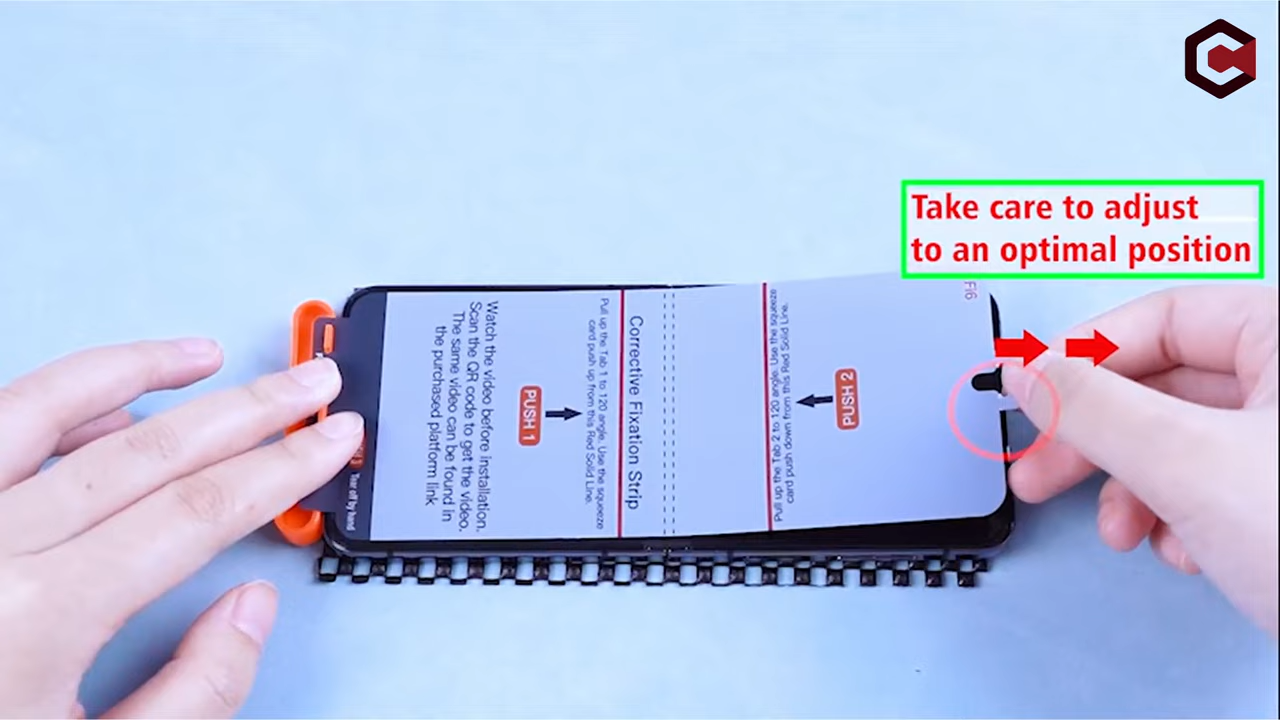 Take care to adjust
to an optimal position
Fi6
PUSH 2
Pull up the Tab 2 to 120 angle. Use the squeeze
card push down from this Red Solid Line.
Corrective Fixation Strip
Pull up the Tab 1 to 120 angle. Use the squeeze
card push up from this Red Solid Line.
PUSH 1
Watch the video before installation.
Scan the QR code to get the video.
The same video can be found in
the purchased platform link
Tear off by hand